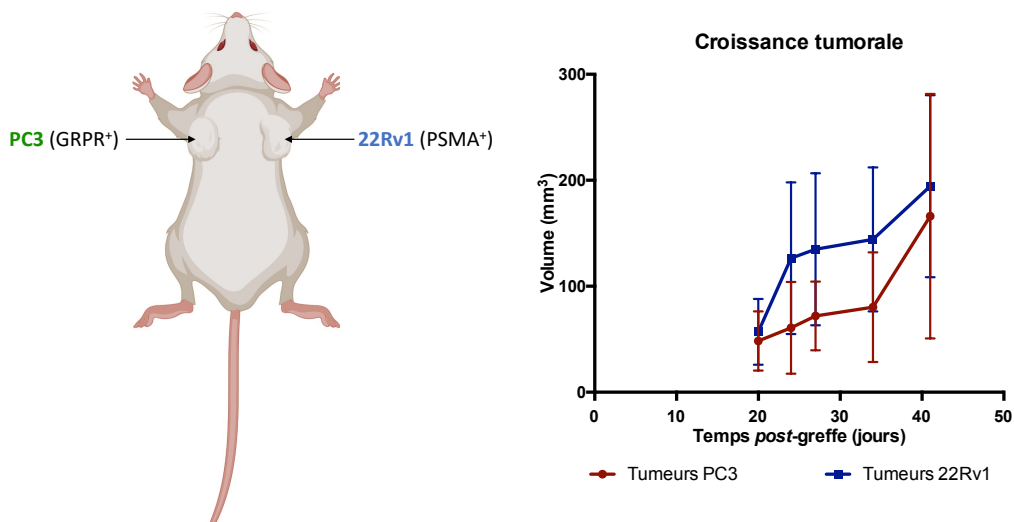 PC3 (GRPR⁺)
22Rv1 (PSMA⁺)
Croissance tumorale
Volume (mm³)
300
200
100
0
0 10 20 30 40 50
Temps post-greffe (jours)
Tumeurs PC3
Tumeurs 22Rv1